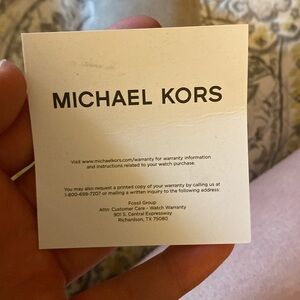 MICHAEL KORS
Visit www.michaelkors.com/warranty for warranty information
and instructions related to your watch purchase.
You may also request a printed copy of your warranty by calling us at
1-800-699-7207 or mailing a written inquiry to the following address:
Fossil Group
Attn: Customer Care - Watch Warranty
901 S. Central Expressway
Richardson, TX 75080